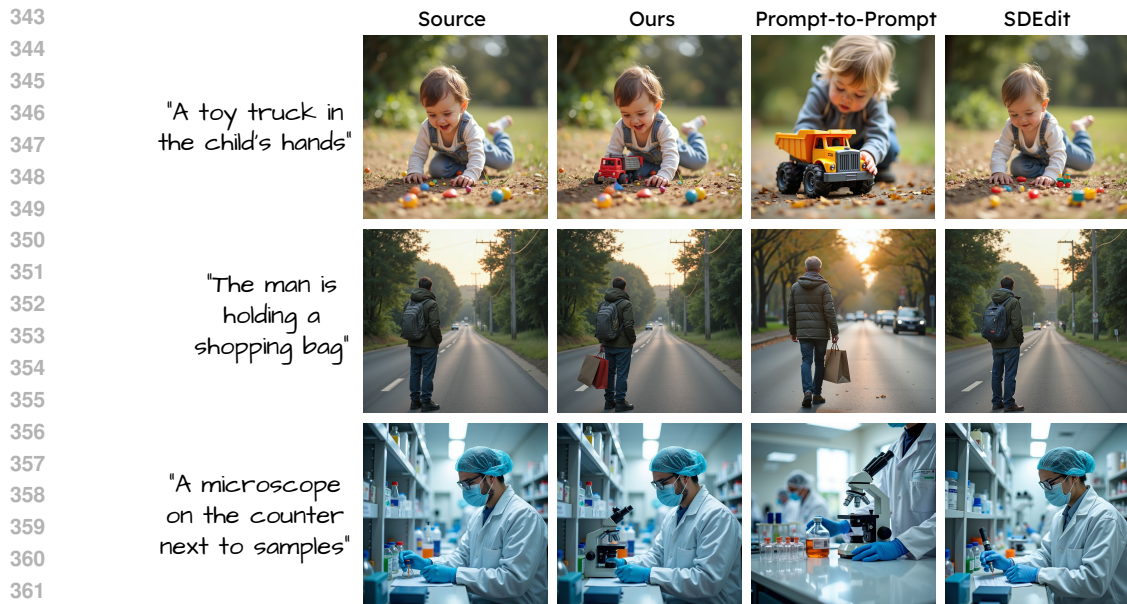 343
Source Ours Prompt-to-Prompt SDEdit
344
345
346
"A toy truck in
347
the child's hands"
348
349
350
351
"The man is
352
holding a
353
shopping bag"
354
355
356
357
"A microscope
358
on the counter
359
next to samples"
360
361